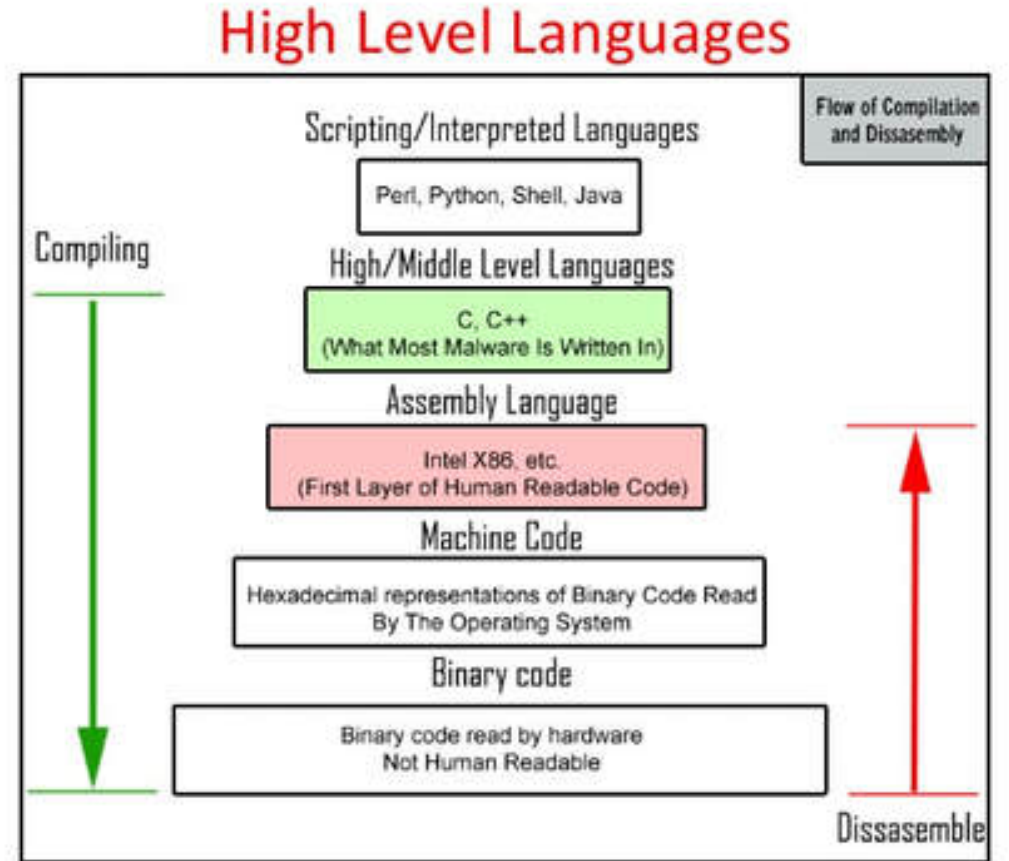 High Level Languages
Flow of Compilation
and Dissasembly
Scripting/Interpreted Languages
Perl, Python, Shell, Java
Compiling
High/Middle Level Languages
C, C++
(What Most Malware Is Written In)
Assembly Language
Intel X86, etc.
(First Layer of Human Readable Code)
Machine Code
Hexadecimal representations of Binary Code Read
By The Operating System
Binary code
Binary code read by hardware
Not Human Readable
Dissasemble